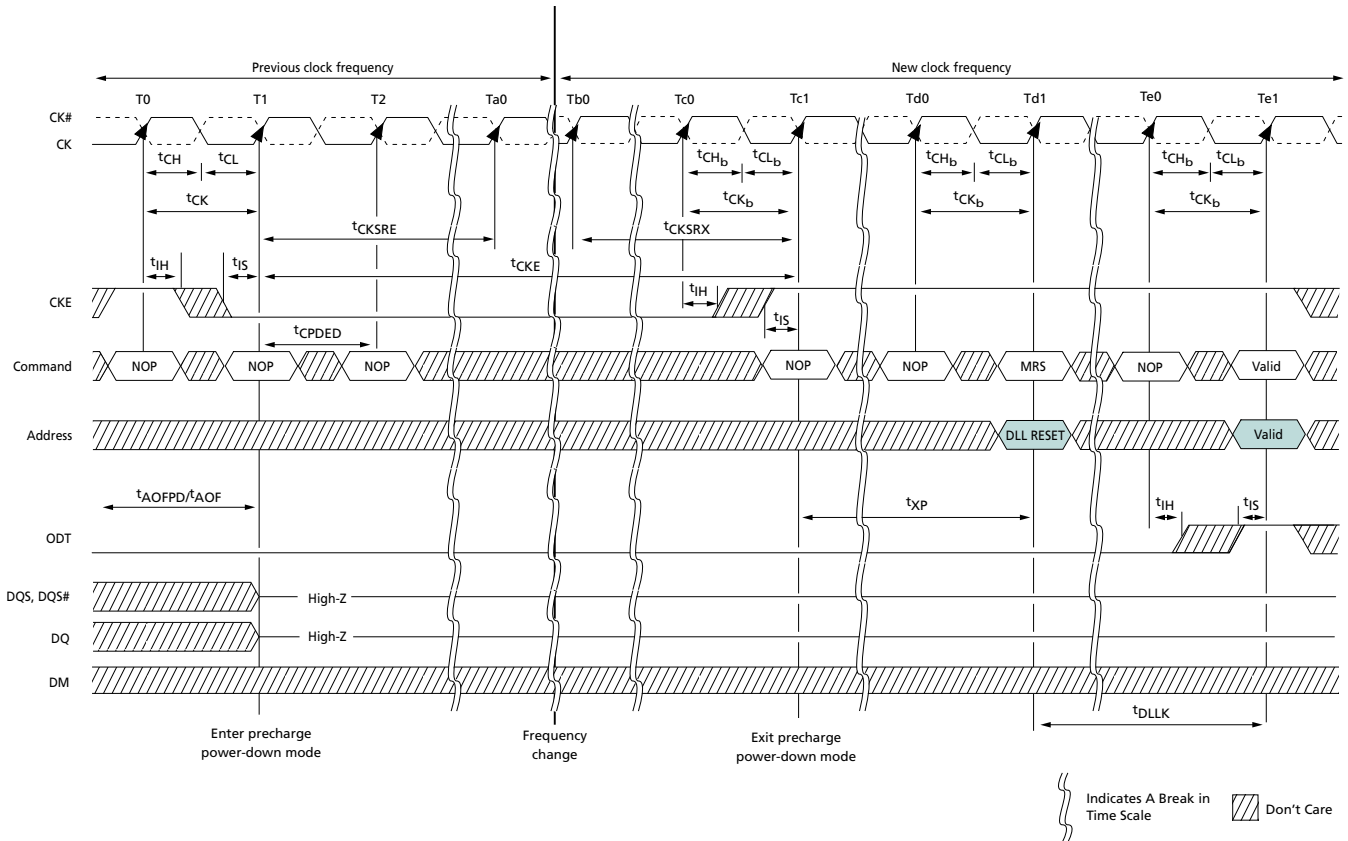 Previous clock frequency
New clock frequency
T0 T1 T2 Ta0 Tb0 Tc0 Tc1 Td0 Td1 Te0 Te1
CK#
CK
tCH tCL tCHb tCLb tCHb tCLb tCHb tCLb
tCK tCKb tCKb tCKb
tCKSRE tCKSRX
tIH tIS tCKE
CKE
tIH
tIS
tCPDED
Command NOP NOP NOP NOP NOP MRS NOP Valid
Address DLL RESET Valid
tAOFPD/tAOF tXP tIH tIS
ODT
DQS, DQS# High-Z
DQ High-Z
DM
tDLLK
Enter precharge
power-down mode
Frequency
change
Exit precharge
power-down mode
Indicates A Break in
Time Scale
Don't Care